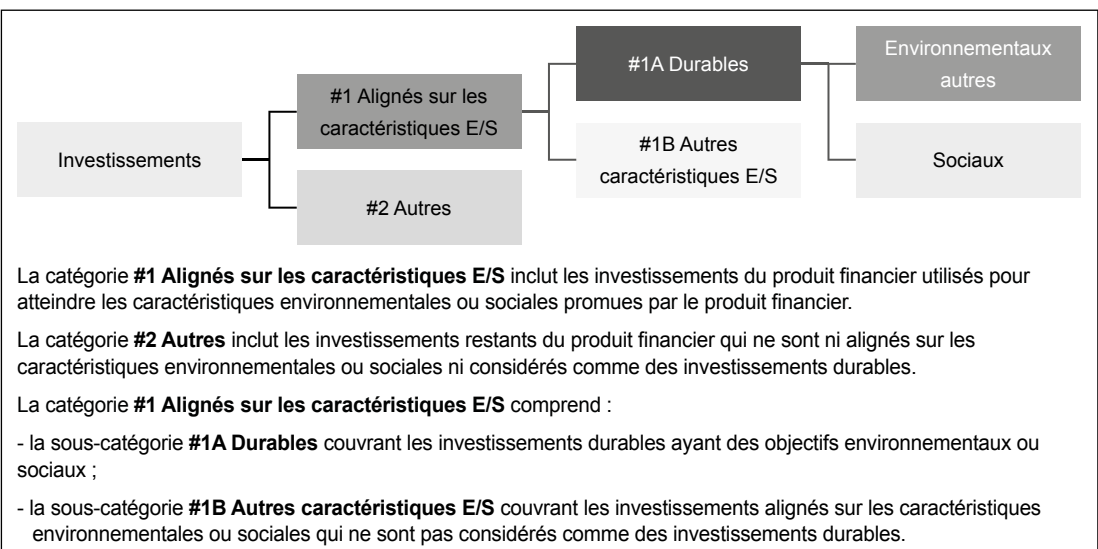 Investissements
#1 Alignés sur les
caractéristiques E/S
#2 Autres
#1A Durables
#1B Autres
caractéristiques E/S
Environnementaux
autres
Sociaux
La catégorie #1 Alignés sur les caractéristiques E/S inclut les investissements du produit financier utilisés pour
atteindre les caractéristiques environnementales ou sociales promues par le produit financier.
La catégorie #2 Autres inclut les investissements restants du produit financier qui ne sont ni alignés sur les
caractéristiques environnementales ou sociales ni considérés comme des investissements durables.
La catégorie #1 Alignés sur les caractéristiques E/S comprend :
- la sous-catégorie #1A Durables couvrant les investissements durables ayant des objectifs environnementaux ou
sociaux ;
- la sous-catégorie #1B Autres caractéristiques E/S couvrant les investissements alignés sur les caractéristiques
environnementales ou sociales qui ne sont pas considérés comme des investissements durables.